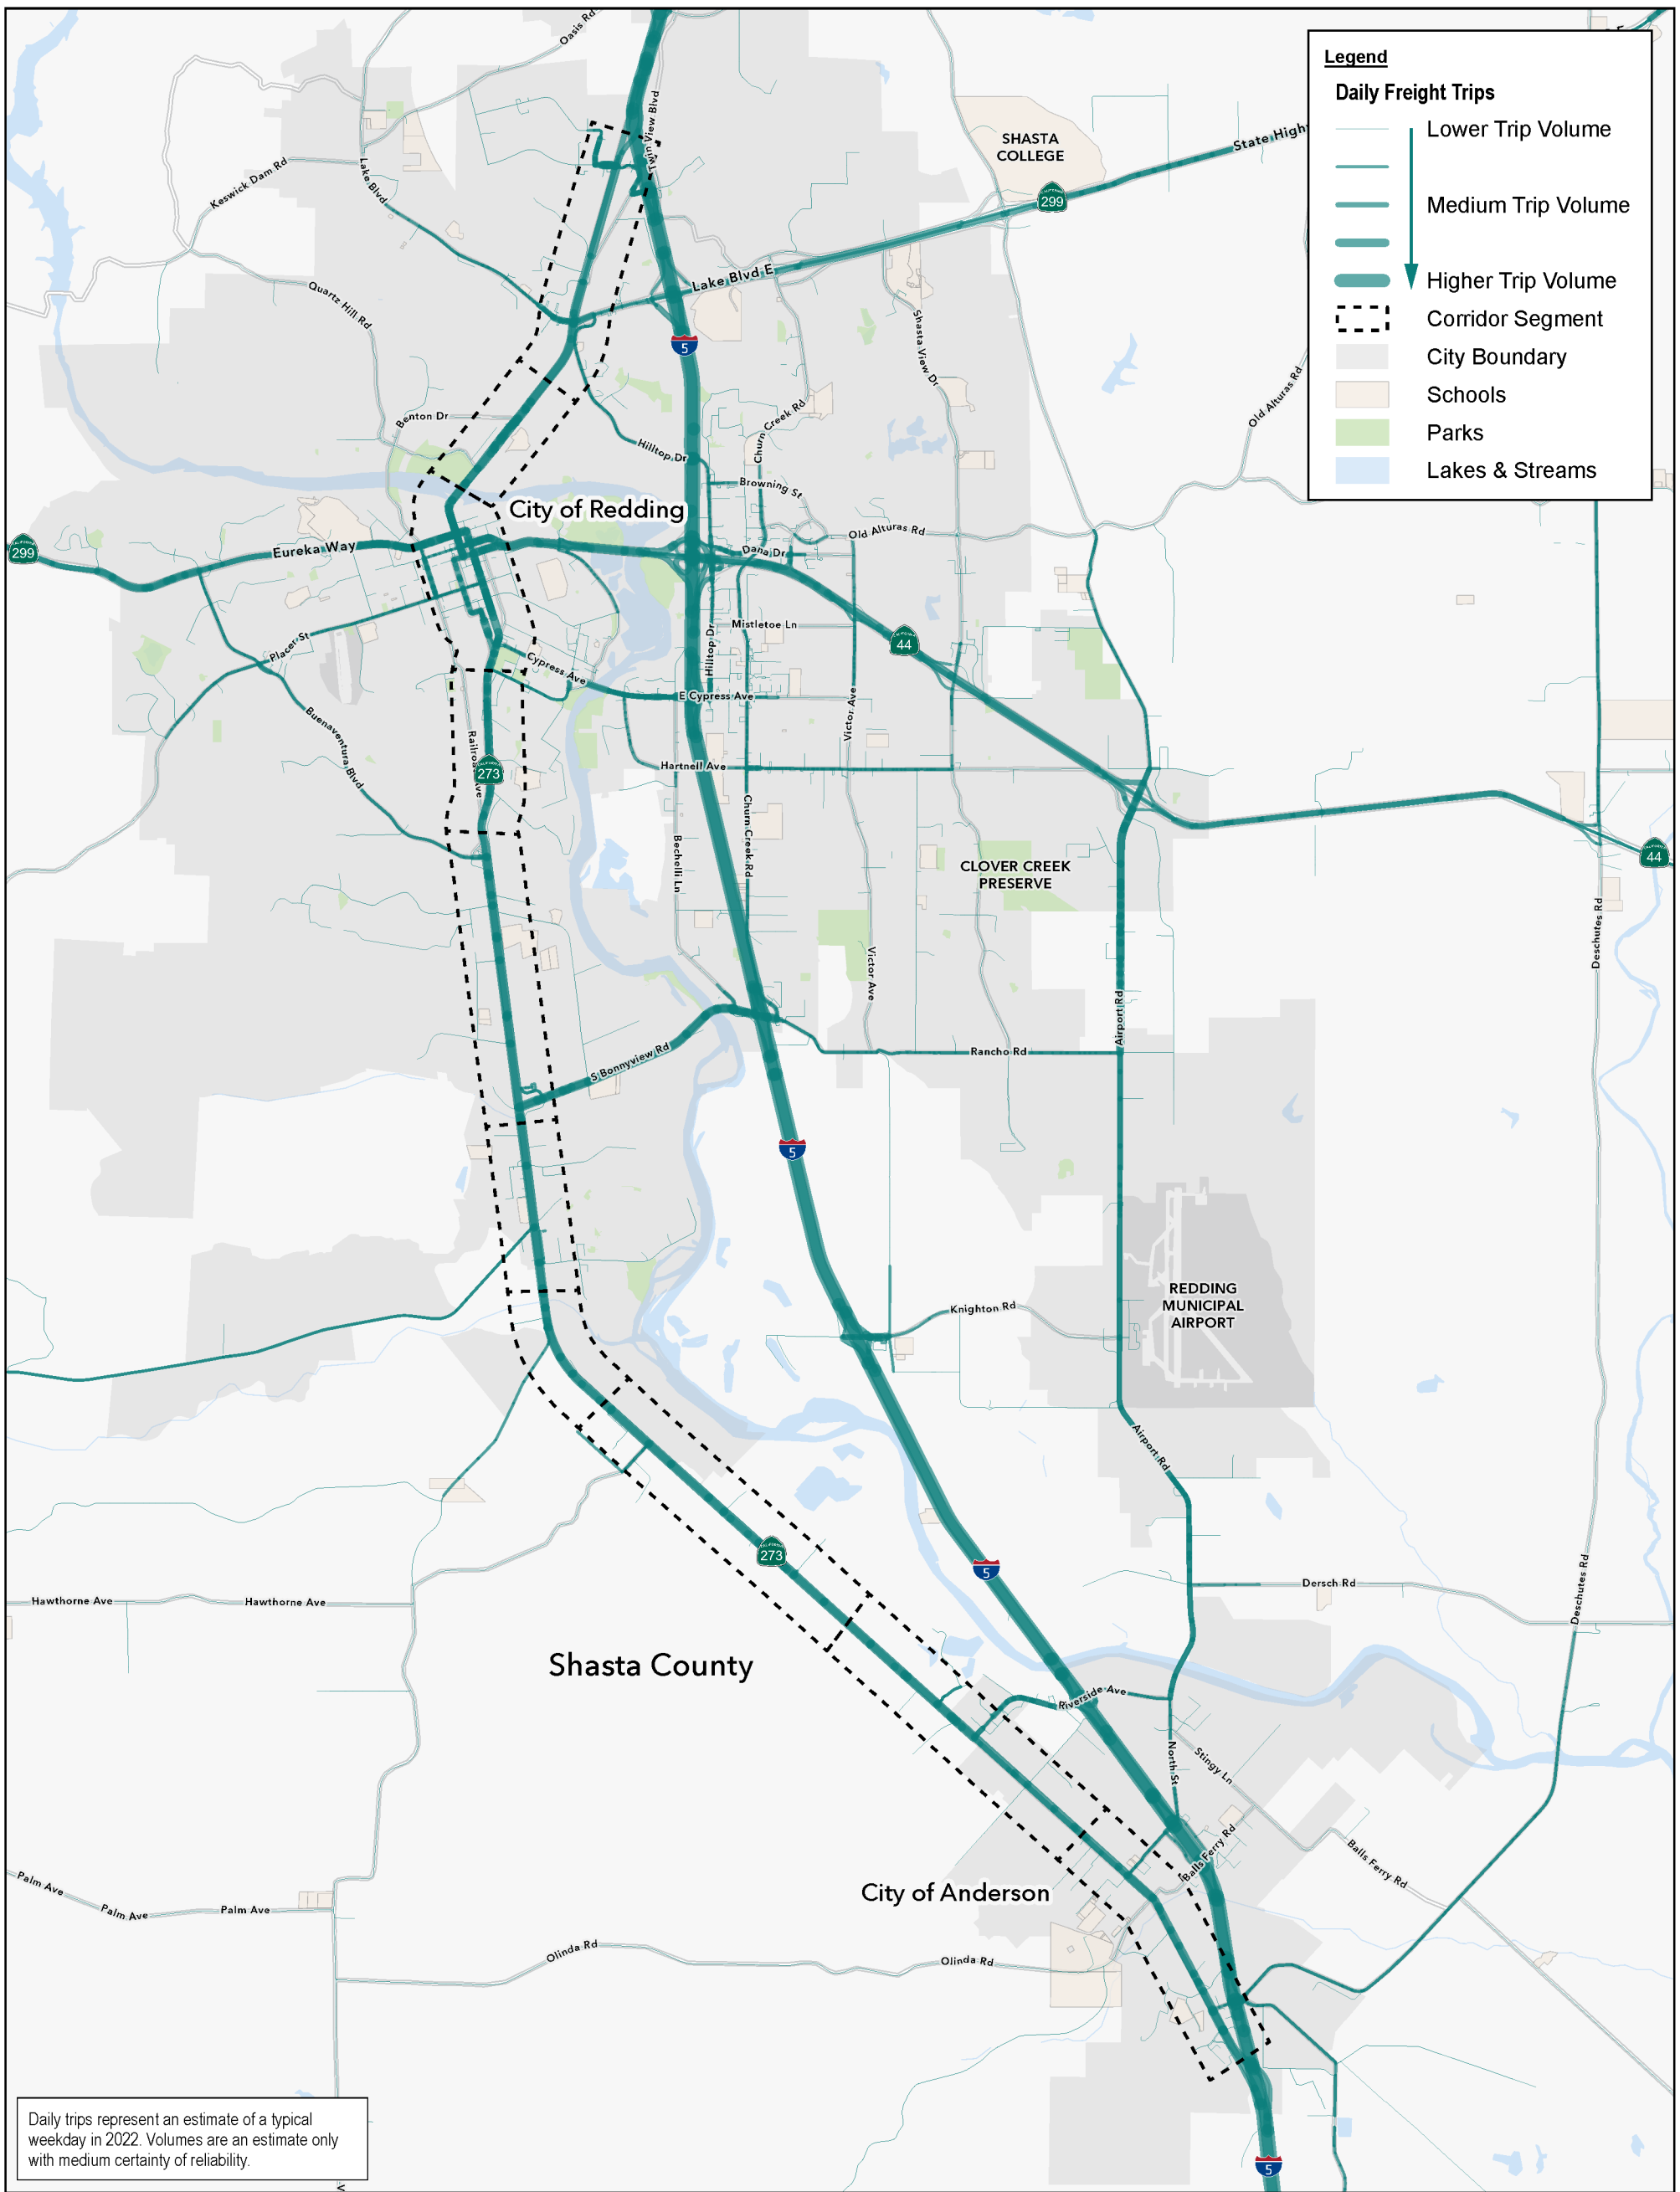 Legend
Daily Freight Trips
Lower Trip Volume
Medium Trip Volume
Higher Trip Volume
Corridor Segment
City Boundary
Schools
Parks
Lakes & Streams
Oasis Rd
Twin View Blvd
SHASTA
COLLEGE
299
Keswick Dam Rd
Lake Blvd
Lake Blvd E
Quartz Hill Rd
5
Shasta View Dr
Old Alturas Rd
Benton Dr
Churn Creek Rd
Hilltop Dr
Browning St
City of Redding
Old Alturas Rd
299
Eureka Way
Dana Dr
Mistletoe Ln
44
Placer St
Hilltop Dr
Cypress Ave
E Cypress Ave
Victor Ave
Buenaventura Blvd
273
Hartnell Ave
Churn Creek Rd
Bechelli Ln
CLOVER CREEK
PRESERVE
44
Deschutes Rd
Victor Ave
Airport Rd
S Bonnyview Rd
Rancho Rd
5
REDDING
MUNICIPAL
AIRPORT
Knighton Rd
Airport Rd
273
5
Dersch Rd
Deschutes Rd
Hawthorne Ave
Hawthorne Ave
Shasta County
Riverside Ave
North St
Stingy Ln
Balls Ferry Rd
Balls Ferry Rd
City of Anderson
Palm Ave
Palm Ave
Palm Ave
Olinda Rd
Olinda Rd
5
Daily trips represent an estimate of a typical
weekday in 2022. Volumes are an estimate only
with medium certainty of reliability.